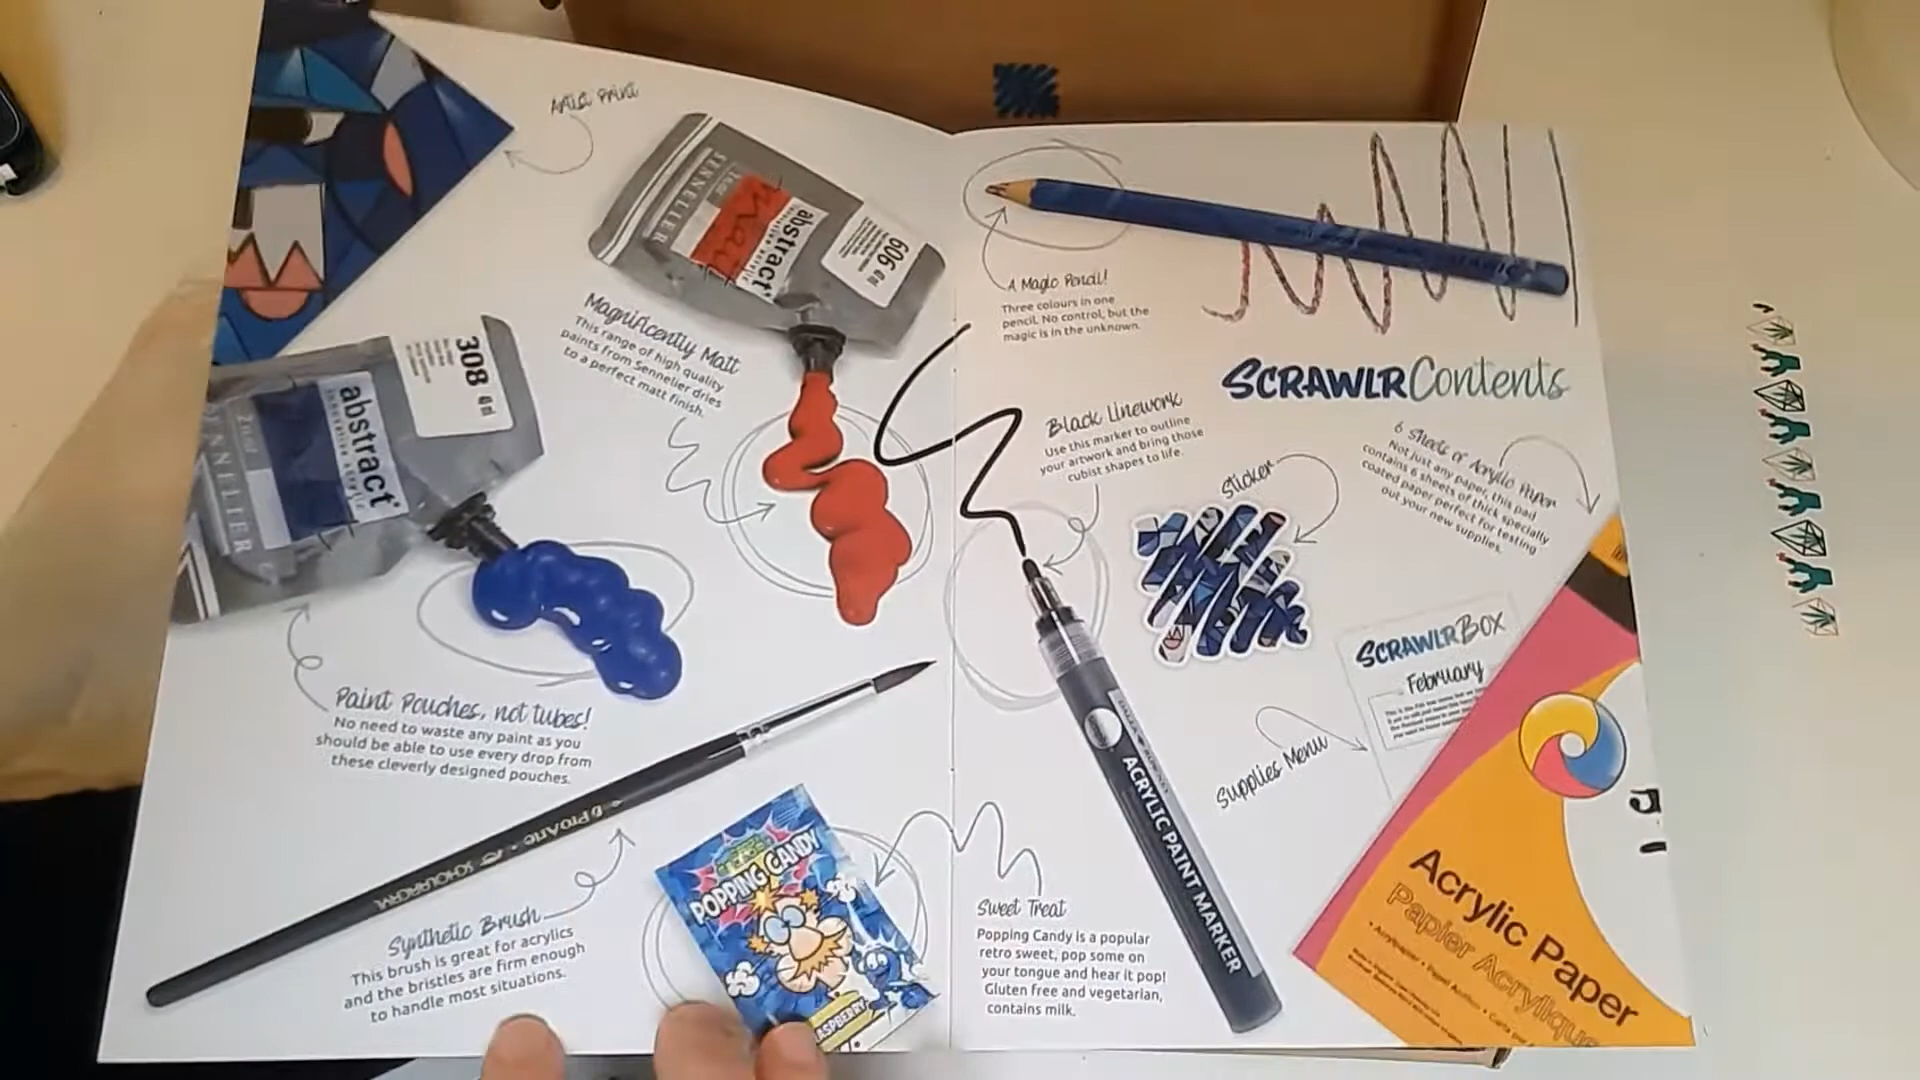 Artist Print
SENNELIER
abstract
606
Magnificently Matt
This range of high quality
paints from Sennelier dries
to a perfect matt finish.
308
abstract
SENNELIER
Paint Pouches, not tubes!
No need to waste any paint as you
should be able to use every drop from
these cleverly designed pouches.
ProArte
Synthetic Brush
This brush is great for acrylics
and the bristles are firm enough
to handle most situations.
POPPING CANDY
A Magic Pencil!
Three colours in one
pencil. No control, but the
magic is in the unknown.
SCRAWLRContents
Black Linework
Use this marker to outline
your artwork and bring those
cubist shapes to life.
Sticker
6 Sheets of Acrylic Paper
Not just any paper, this pad
contains 6 sheets of thick specially
coated paper perfect for testing
out your new supplies.
SCRAWLRBOX
February
Supplies Menu
ACRYLIC PAINT MARKER
Sweet Treat
Popping Candy is a popular
retro sweet, pop some on
your tongue and hear it pop!
Gluten free and vegetarian,
contains milk.
Acrylic Paper
Papier Acrylique